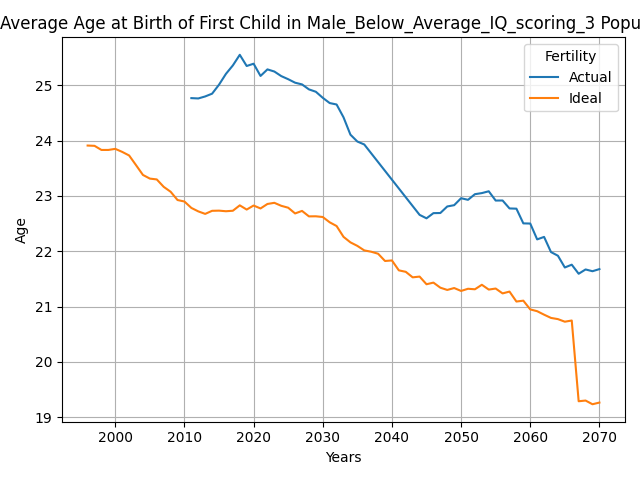 Average Age at Birth of First Child in Male_Below_Average_IQ_scoring_3 Popu
Fertility
Actual
Ideal
25
24
23
22
21
20
19
Age
2000
2010
2020
2030
2040
2050
2060
2070
Years